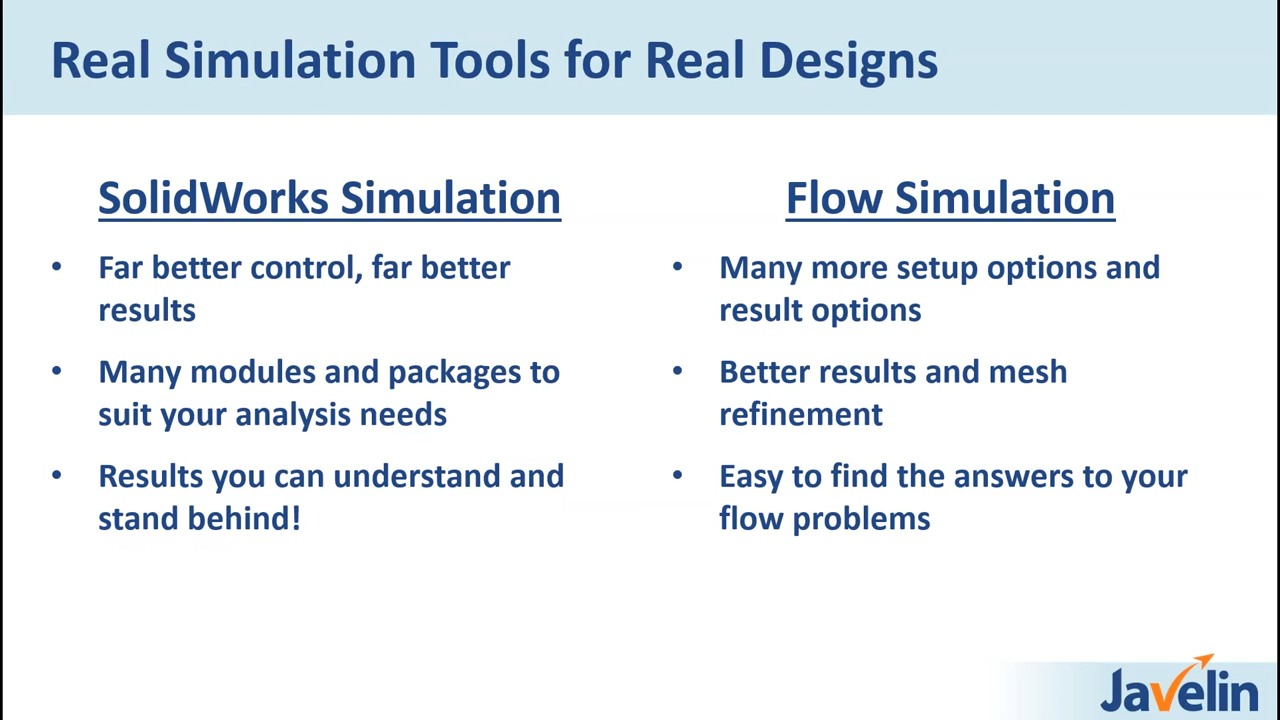 Real Simulation Tools for Real Designs
SolidWorks Simulation
• Far better control, far better
results
• Many modules and packages to
suit your analysis needs
• Results you can understand and
stand behind!
Flow Simulation
• Many more setup options and
result options
• Better results and mesh
refinement
• Easy to find the answers to your
flow problems
Javelin